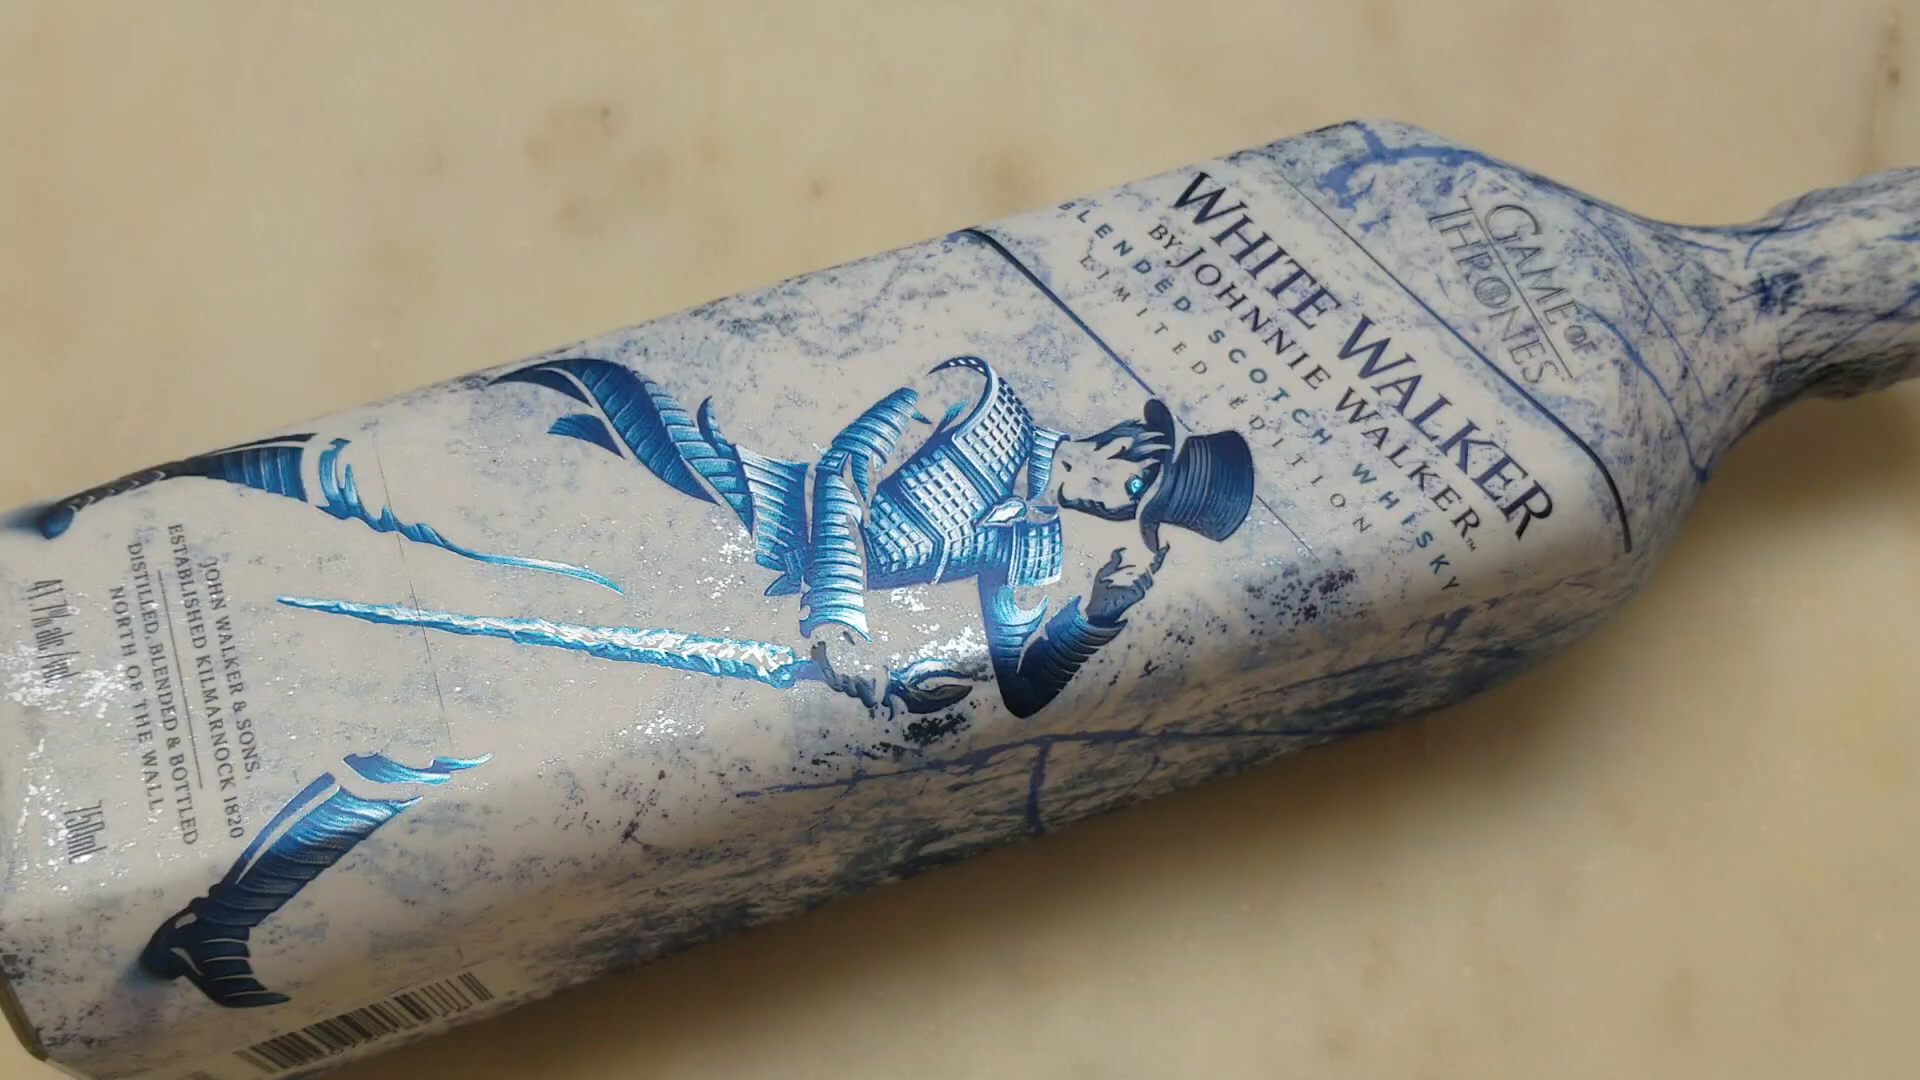 GAME OF
THRONES
WHITE WALKER
BY JOHNNIE WALKER™
BLENDED SCOTCH WHISKY
LIMITED EDITION
JOHN WALKER & SONS,
ESTABLISHED KILMARNOCK 1820
DISTILLED, BLENDED & BOTTLED
NORTH OF THE WALL.
41.7% alc./vol
750ml